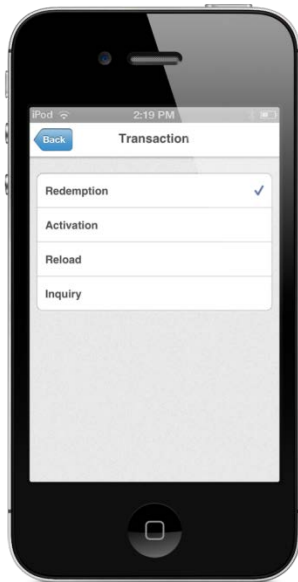 iPod 2:19 PM
Back Transaction
Redemption
Activation
Reload
Inquiry